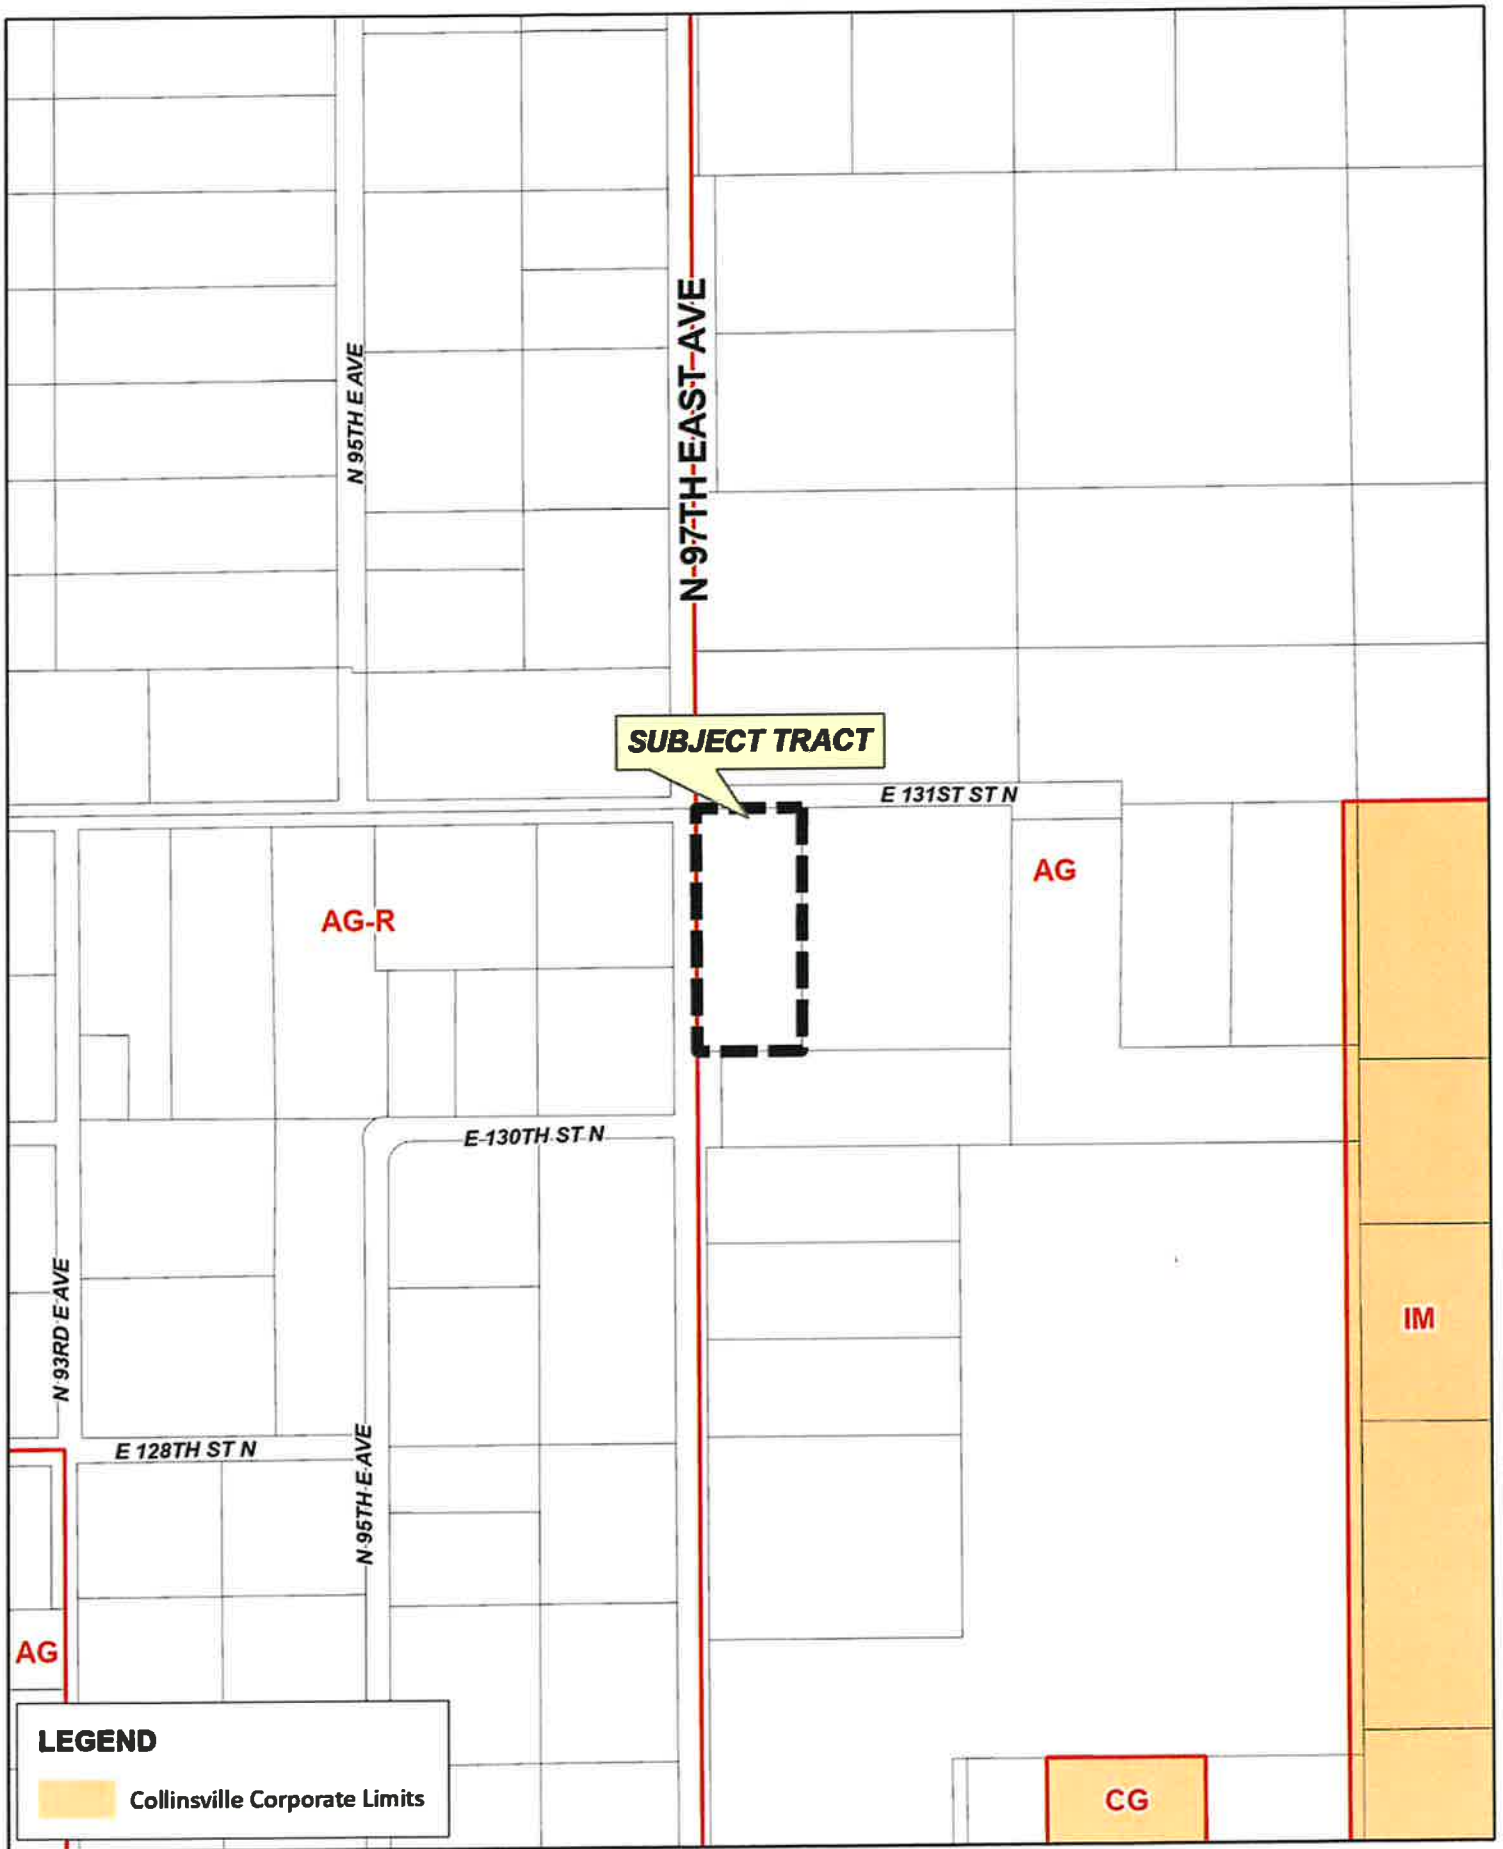 N 95TH E AVE
N 97TH EAST AVE
SUBJECT TRACT
E 131ST ST N
AG
AG-R
E 130TH ST N
N 93RD E AVE
IM
E 128TH ST N
N 95TH E AVE
AG
LEGEND
Collinsville Corporate Limits
CG